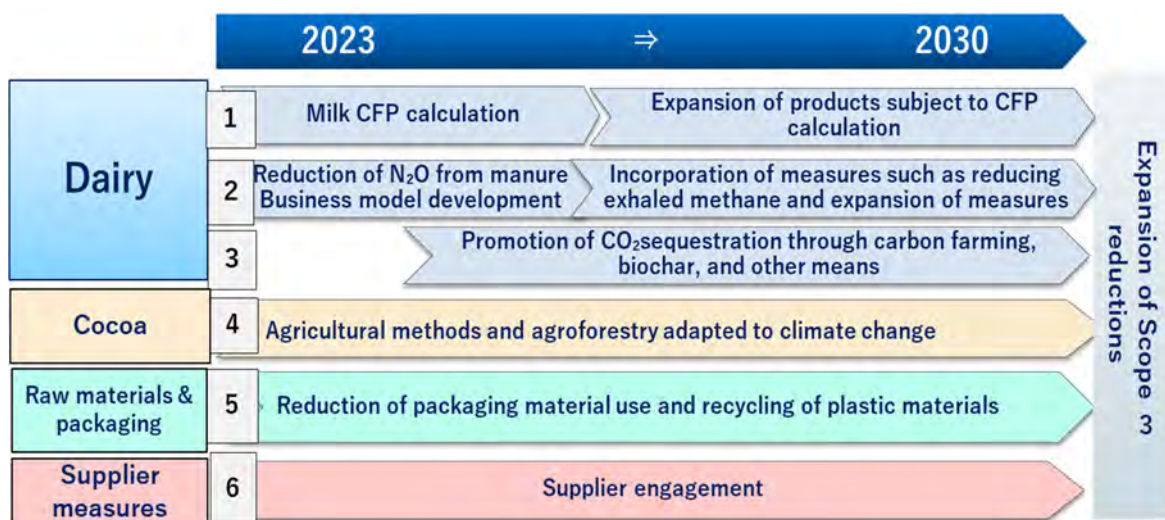 2023 ⇒ 2030
Dairy
1
Milk CFP calculation
Expansion of products subject to CFP
calculation
2
Reduction of N₂O from manure
Business model development
Incorporation of measures such as reducing
exhaled methane and expansion of measures
3
Promotion of CO₂sequestration through carbon farming,
biochar, and other means
Cocoa
4
Agricultural methods and agroforestry adapted to climate change
Raw materials &
packaging
5
Reduction of packaging material use and recycling of plastic materials
Supplier
measures
6
Supplier engagement
Expansion of Scope 3
reductions